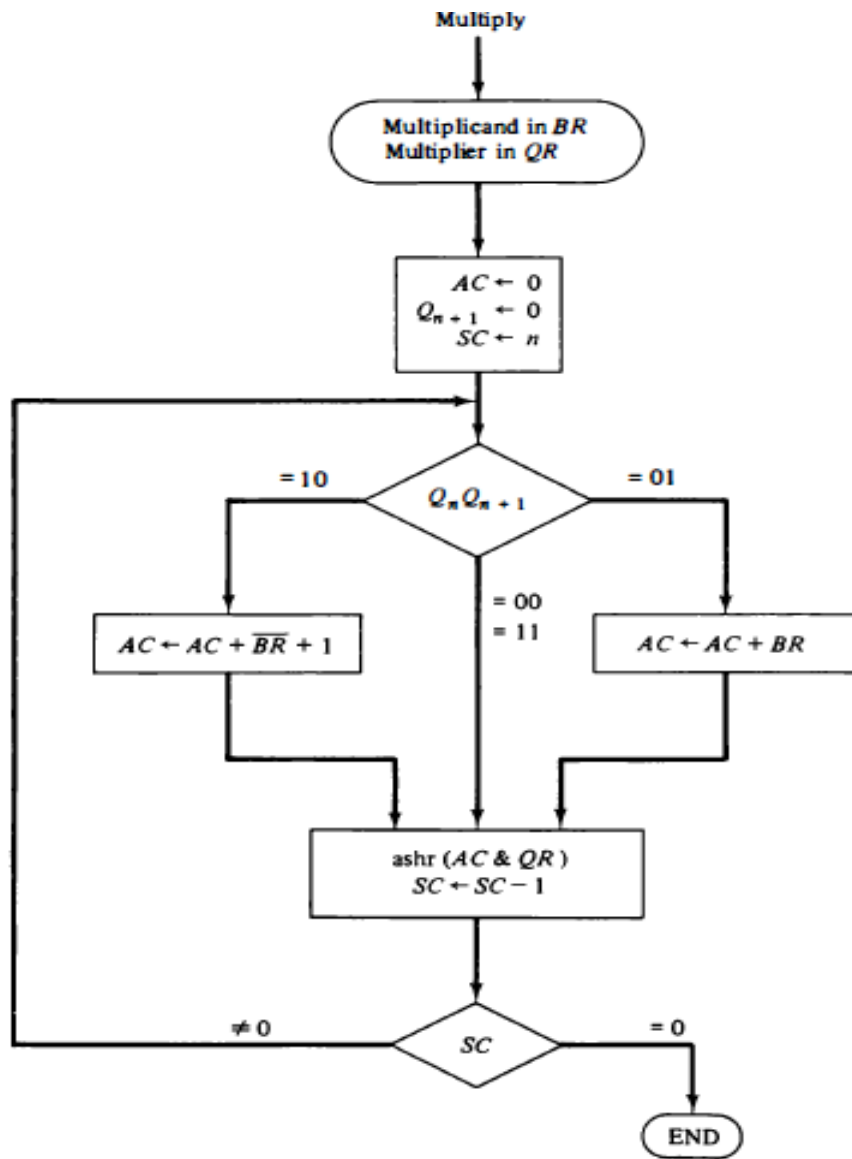 Multiply
Multiplicand in BR
Multiplier in QR
AC ← 0
Qₙ₊₁ ← 0
SC ← n
= 10
QₙQₙ₊₁
= 01
= 00
= 11
AC ← AC + B̅R̅ + 1
AC ← AC + BR
ashr (AC & QR)
SC ← SC − 1
≠ 0
SC
= 0
END